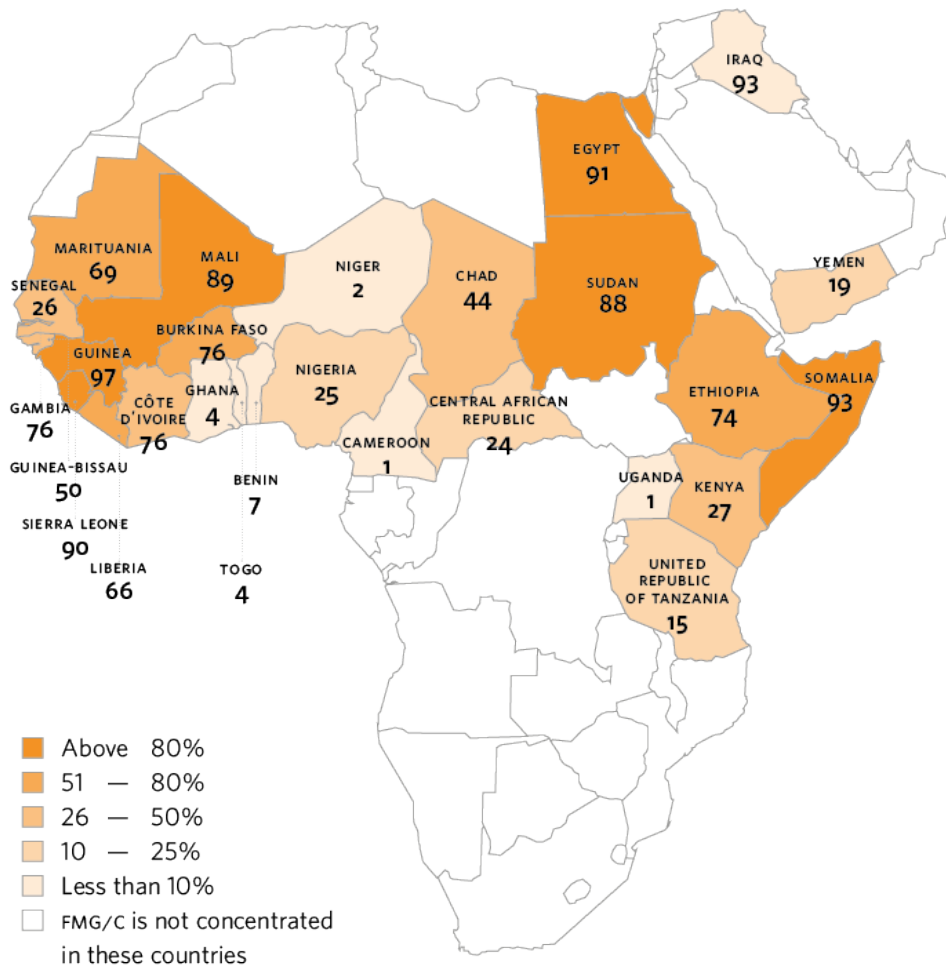 IRAQ
93
EGYPT
91
MARITUANIA
69
MALI
89
NIGER
2
CHAD
44
SUDAN
88
YEMEN
19
SENEGAL
26
BURKINA FASO
76
GUINEA
97
NIGERIA
25
GHANA
4
CÔTE
D'IVOIRE
76
CENTRAL AFRICAN
REPUBLIC
24
ETHIOPIA
74
SOMALIA
93
GAMBIA
76
CAMEROON
1
GUINEA-BISSAU
50
BENIN
7
UGANDA
1
KENYA
27
SIERRA LEONE
90
LIBERIA
66
TOGO
4
UNITED
REPUBLIC
OF TANZANIA
15
Above 80%
51 — 80%
26 — 50%
10 — 25%
Less than 10%
FMG/C is not concentrated
in these countries